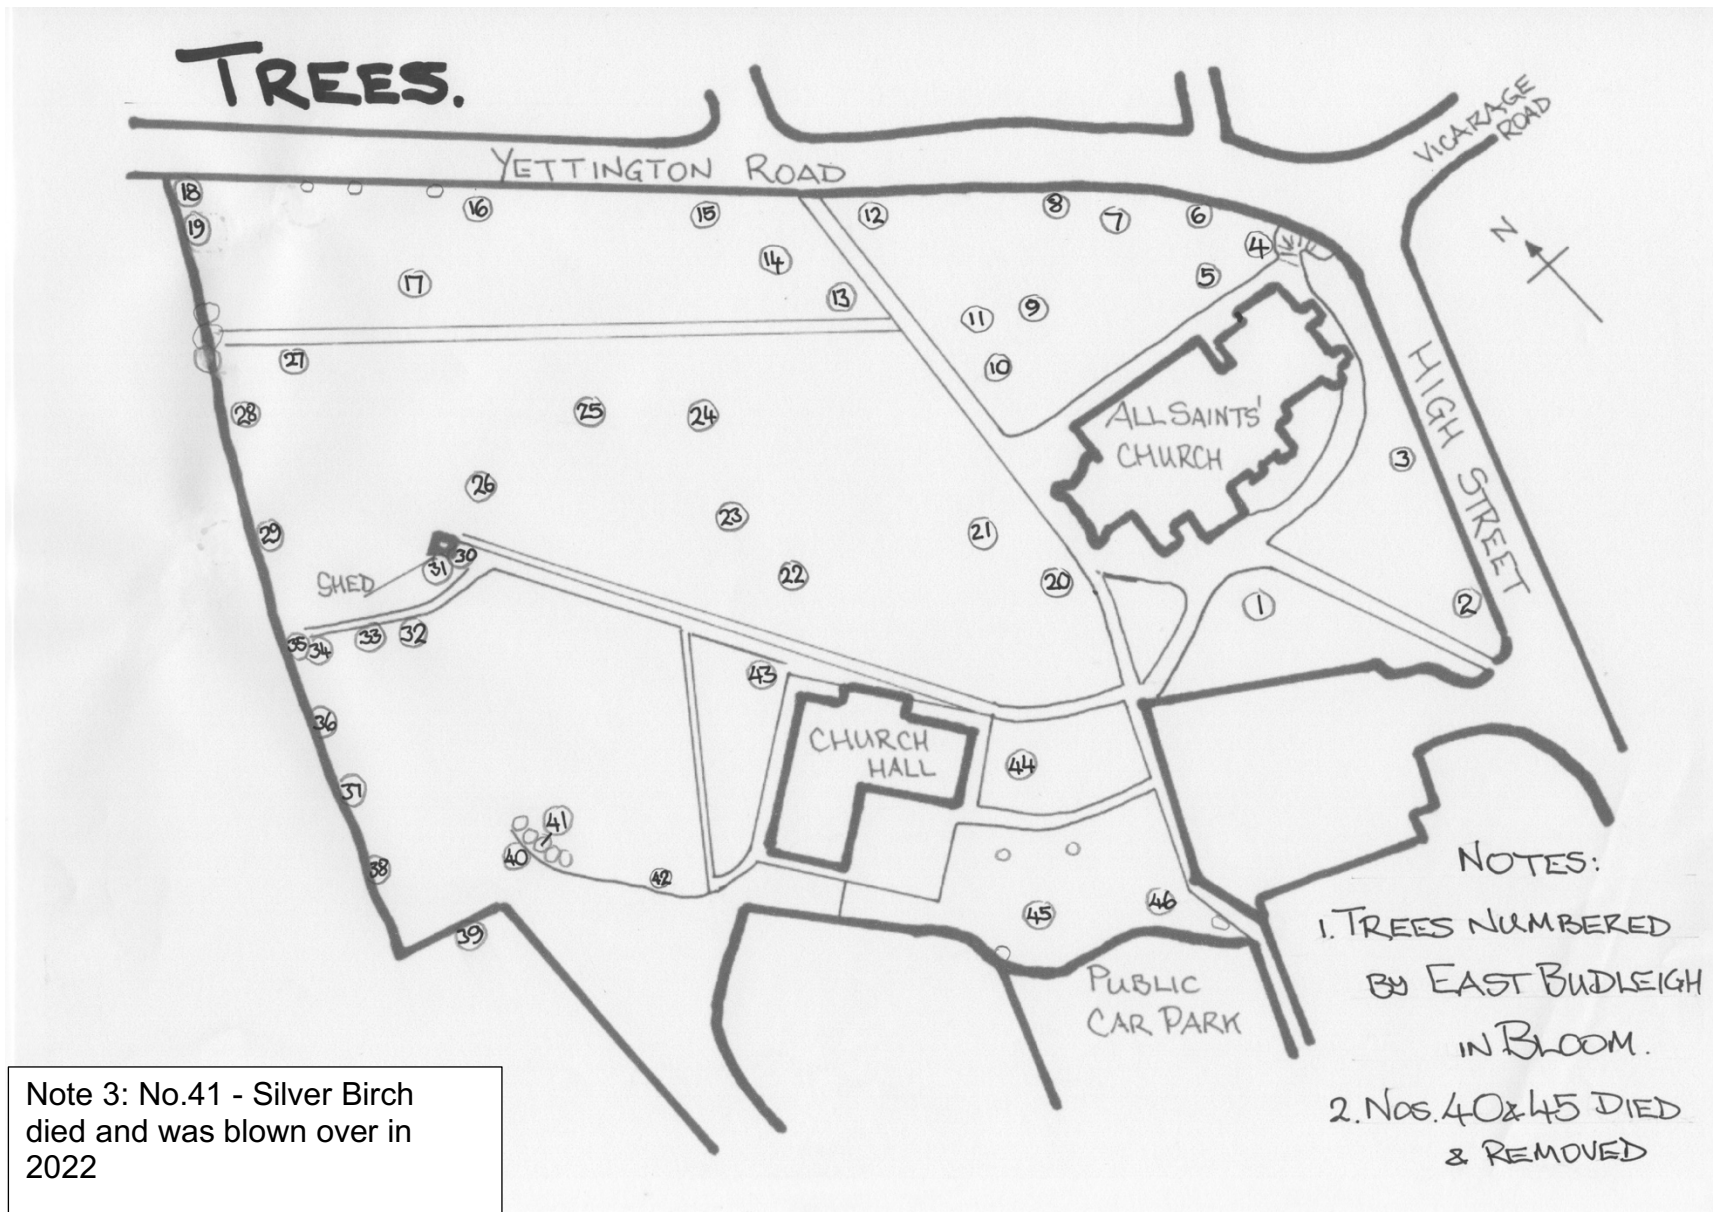 TREES.
YETTINGTON ROAD
VICARAGE
ROAD
N
18
19
16
15
12
8
7
6
4
5
17
14
13
11
9
10
27
28
25
24
26
23
22
21
20
29
30
31
SHED
35
34
33
32
36
37
38
39
40
41
42
43
44
45
46
1
2
3
ALL SAINTS'
CHURCH
HIGH STREET
CHURCH
HALL
PUBLIC
CAR PARK
NOTES:
1. TREES NUMBERED
BY EAST BUDLEIGH
IN BLOOM.
2. NOS. 40 & 45 DIED
& REMOVED
Note 3: No.41 - Silver Birch
died and was blown over in
2022